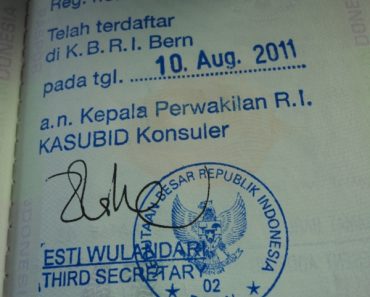 Reg.
Telah terdaftar
di K.B.R.I. Bern
pada tgl. 10. Aug. 2011
a.n. Kepala Perwakilan R.I.
KASUBID Konsuler
BESAR REPUBLIK INDONESIA
ESTI WULANDARI
THIRD SECRETARY
02